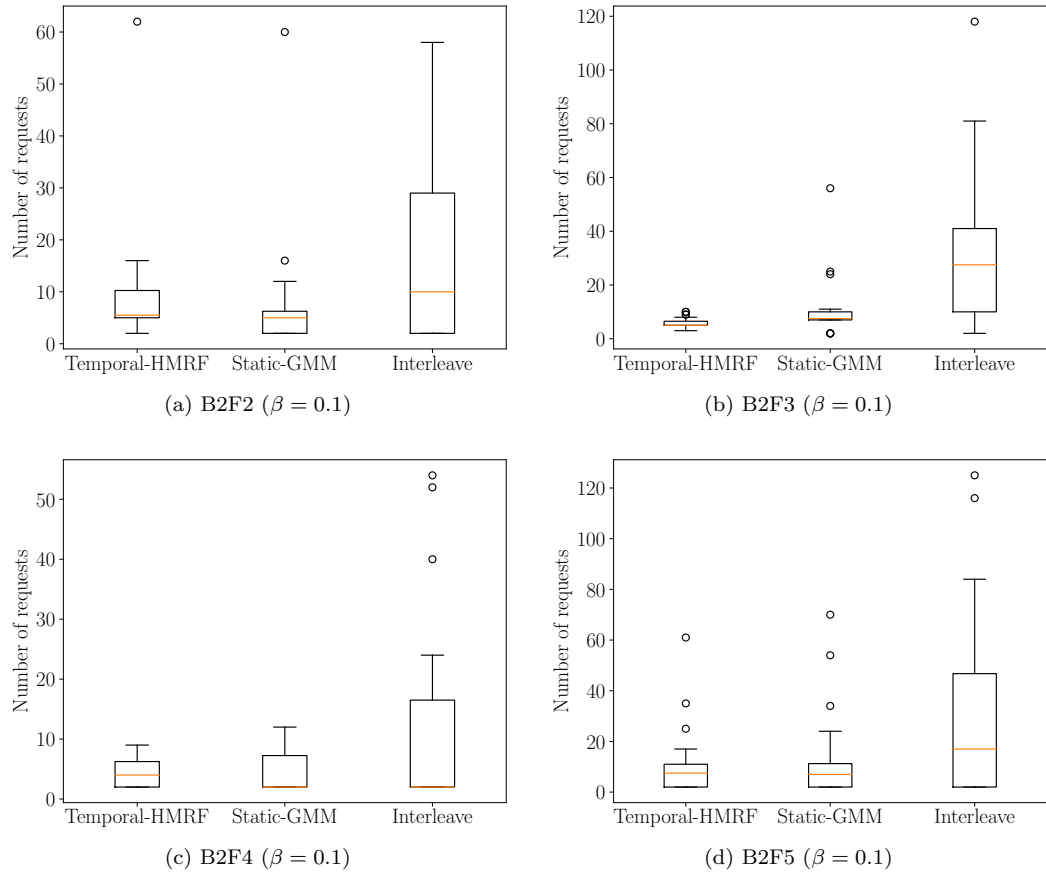 60
50
40
30
20
10
0
Number of requests
Temporal-HMRF Static-GMM Interleave
(a) B2F2 (β = 0.1)
120
100
80
60
40
20
0
Number of requests
Temporal-HMRF Static-GMM Interleave
(b) B2F3 (β = 0.1)
50
40
30
20
10
0
Number of requests
Temporal-HMRF Static-GMM Interleave
(c) B2F4 (β = 0.1)
120
100
80
60
40
20
0
Number of requests
Temporal-HMRF Static-GMM Interleave
(d) B2F5 (β = 0.1)